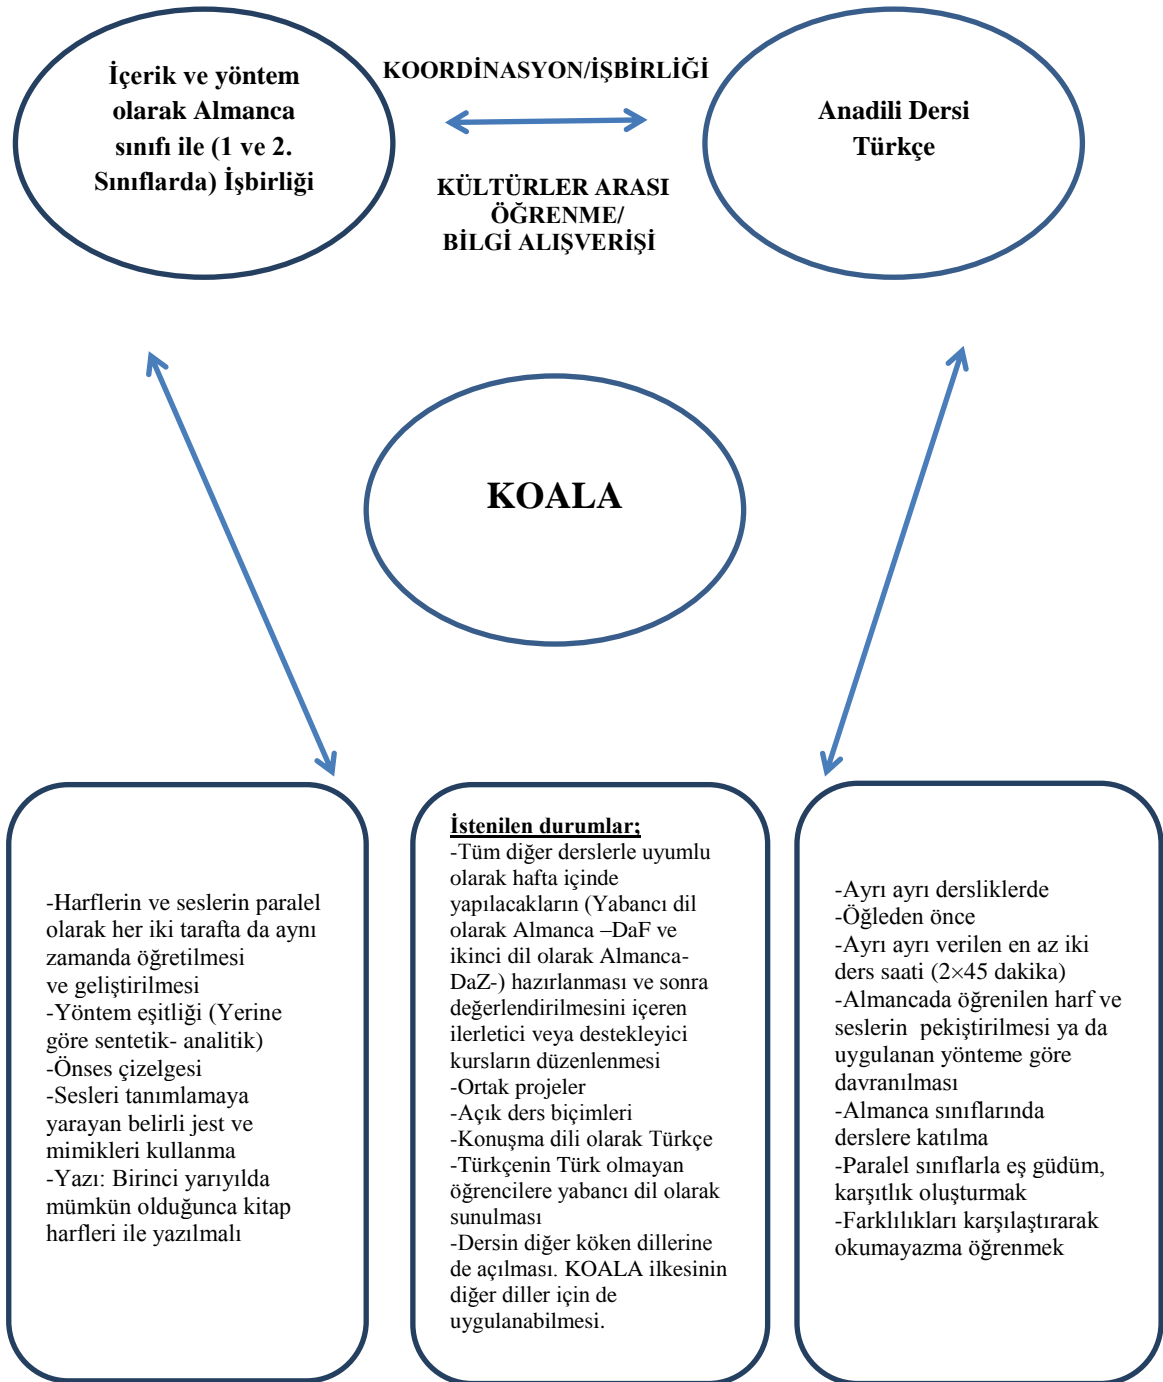 İçerik ve yöntem
olarak Almanca
sınıfı ile (1 ve 2.
Sınıflarda) İşbirliği
KOORDİNASYON/İŞBİRLİĞİ
KÜLTÜRLER ARASI
ÖĞRENME/
BİLGİ ALIŞVERİŞİ
Anadili Dersi
Türkçe
KOALA
-Harflerin ve seslerin paralel
olarak her iki tarafta da aynı
zamanda öğretilmesi
ve geliştirilmesi
-Yöntem eşitliği (Yerine
göre sentetik- analitik)
-Önses çizelgesi
-Sesleri tanımlamaya
yarayan belirli jest ve
mimikleri kullanma
-Yazı: Birinci yarıyılda
mümkün olduğunca kitap
harfleri ile yazılmalı
İstenilen durumlar;
-Tüm diğer derslerle uyumlu
olarak hafta içinde
yapılacakların (Yabancı dil
olarak Almanca –DaF ve
ikinci dil olarak Almanca-
DaZ-) hazırlanması ve sonra
değerlendirilmesini içeren
ilerletici veya destekleyici
kursların düzenlenmesi
-Ortak projeler
-Açık ders biçimleri
-Konuşma dili olarak Türkçe
-Türkçenin Türk olmayan
öğrencilere yabancı dil olarak
sunulması
-Dersin diğer köken dillerine
de açılması. KOALA ilkesinin
diğer diller için de
uygulanabilmesi.
-Ayrı ayrı dersliklerde
-Öğleden önce
-Ayrı ayrı verilen en az iki
ders saati (2×45 dakika)
-Almancada öğrenilen harf ve
seslerin  pekiştirilmesi ya da
uygulanan yönteme göre
davranılması
-Almanca sınıflarında
derslere katılma
-Paralel sınıflarla eş güdüm,
karşıtlık oluşturmak
-Farklılıkları karşılaştırarak
okumayazma öğrenmek